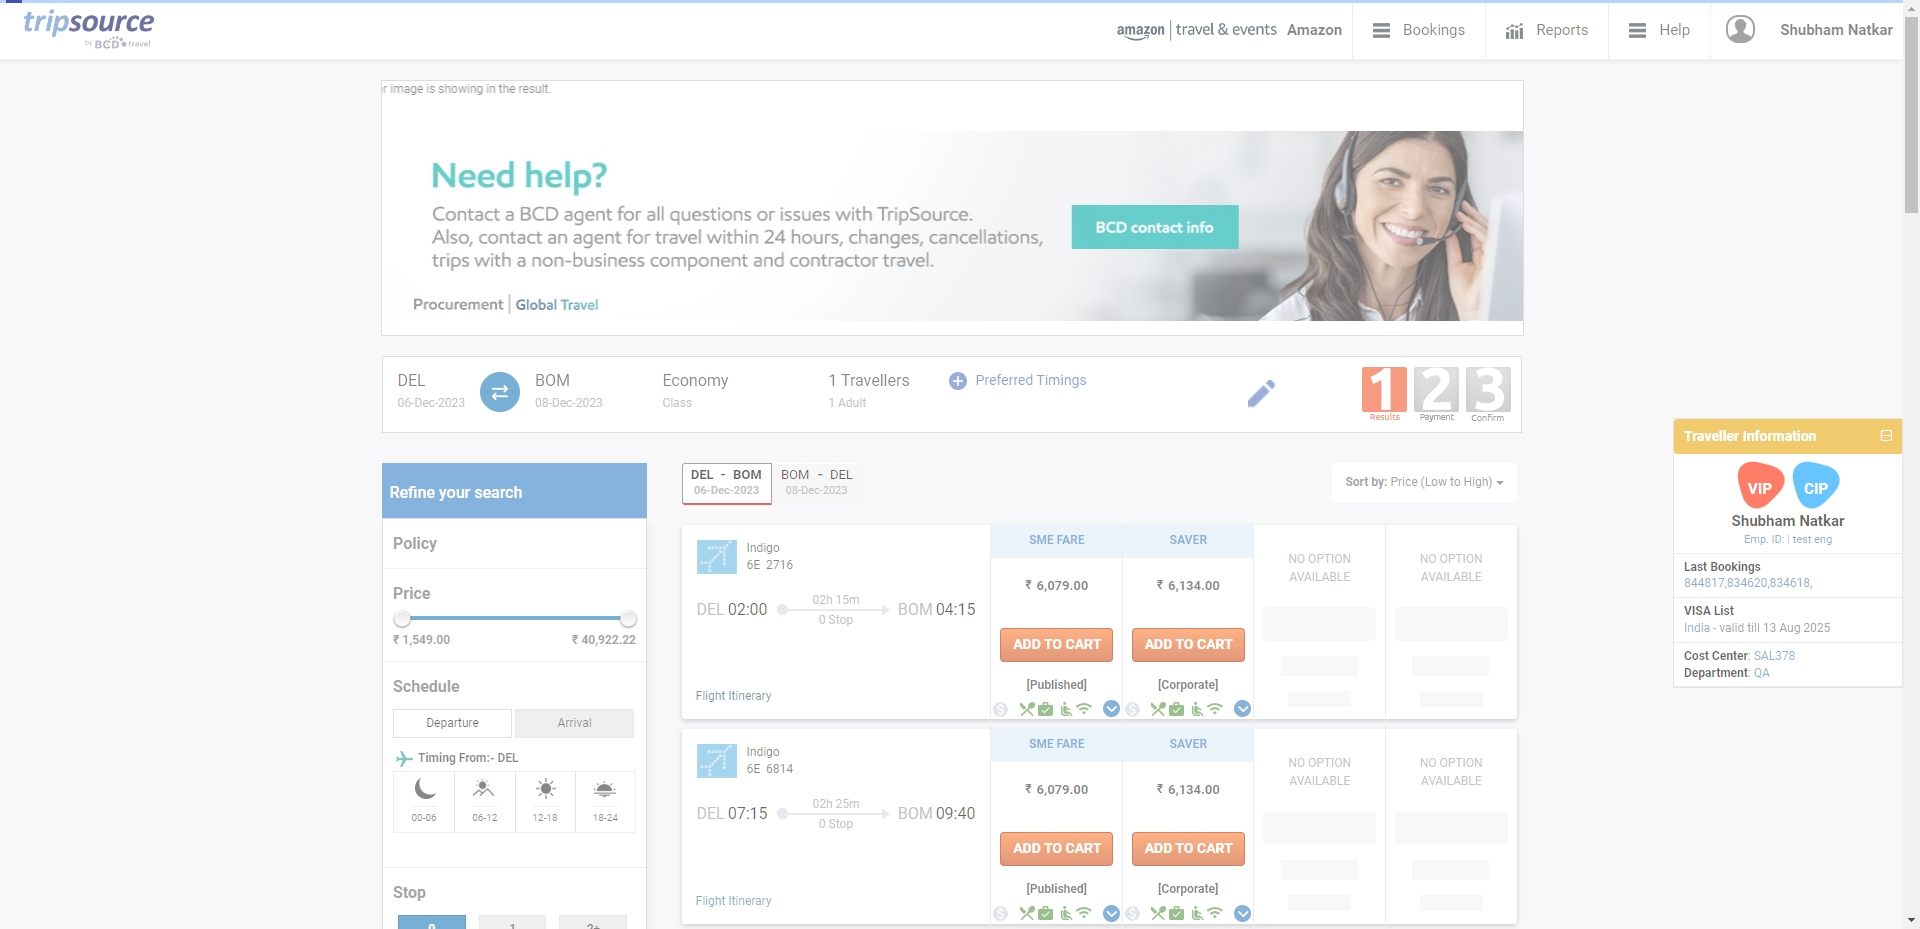 tripsource
by BCD travel
amazon | travel & events Amazon
Bookings
Reports
Help
Shubham Natkar
r image is showing in the result.
Need help?
Contact a BCD agent for all questions or issues with TripSource.
Also, contact an agent for travel within 24 hours, changes, cancellations,
trips with a non-business component and contractor travel.
BCD contact info
Procurement | Global Travel
DEL
06-Dec-2023
BOM
08-Dec-2023
Economy
Class
1 Travellers
1 Adult
Preferred Timings
1
Results
2
Payment
3
Confirm
Traveller Information
VIP
CIP
Shubham Natkar
Emp. ID: | test eng
Last Bookings
844817,834620,834618,
VISA List
India - valid till 13 Aug 2025
Cost Center: SAL378
Department: QA
Refine your search
Policy
Price
₹ 1,549.00
₹ 40,922.22
Schedule
Departure
Arrival
Timing From:- DEL
00-06
06-12
12-18
18-24
Stop
0
1
2+
DEL - BOM
06-Dec-2023
BOM - DEL
08-Dec-2023
Sort by: Price (Low to High)
Indigo
6E 2716
DEL 02:00
02h 15m
0 Stop
BOM 04:15
Flight Itinerary
SME FARE
₹ 6,079.00
ADD TO CART
[Published]
SAVER
₹ 6,134.00
ADD TO CART
[Corporate]
NO OPTION
AVAILABLE
NO OPTION
AVAILABLE
Indigo
6E 6814
DEL 07:15
02h 25m
0 Stop
BOM 09:40
Flight Itinerary
SME FARE
₹ 6,079.00
ADD TO CART
[Published]
SAVER
₹ 6,134.00
ADD TO CART
[Corporate]
NO OPTION
AVAILABLE
NO OPTION
AVAILABLE